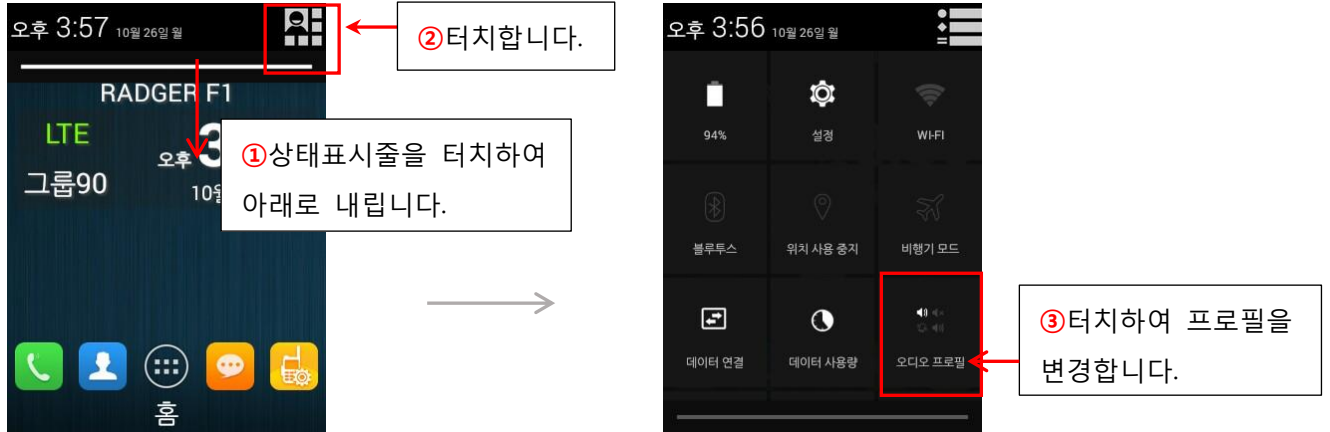 오후 3:57 10월 26일 월
②터치합니다.
RADGER F1
LTE
오후 3
그룹90
10월
①상태표시줄을 터치하여
아래로 내립니다.
홈
오후 3:56 10월 26일 월
94%
설정
WI-FI
블루투스
위치 사용 중지
비행기 모드
데이터 연결
데이터 사용량
오디오 프로필
③터치하여 프로필을
변경합니다.